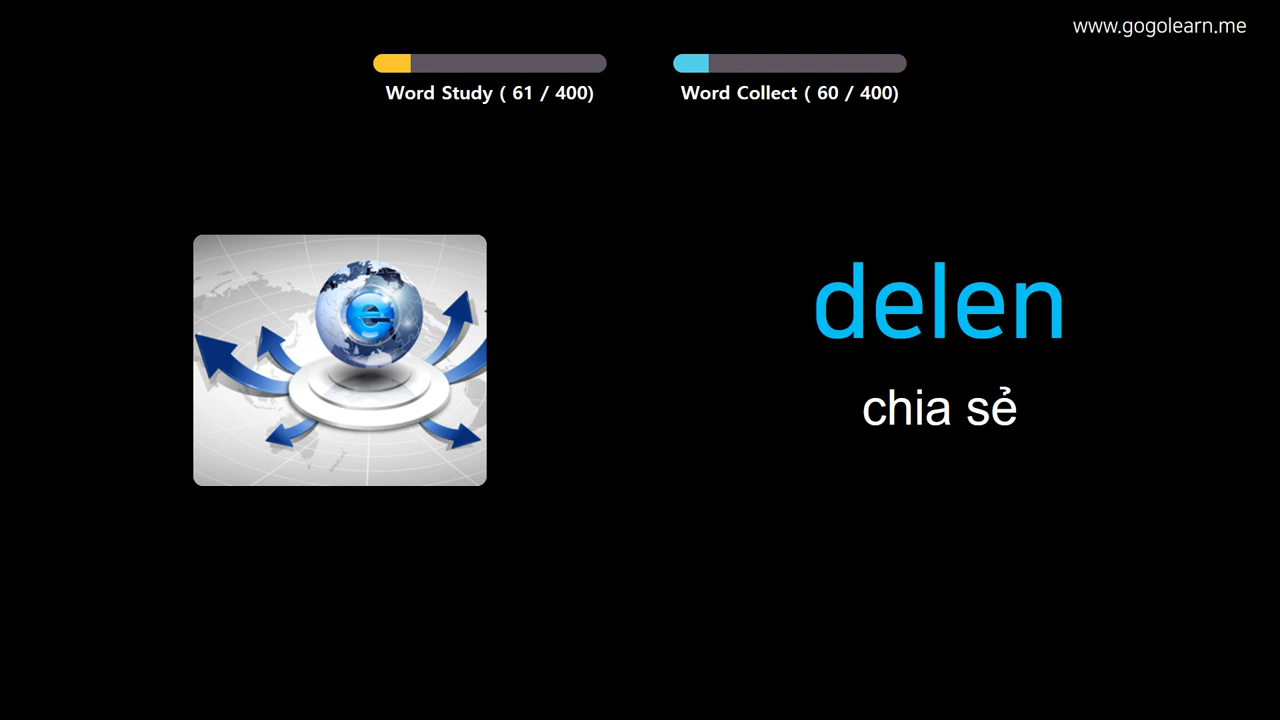 www.gogolearn.me
Word Study ( 61 / 400)
Word Collect ( 60 / 400)
e
delen
chia sẻ